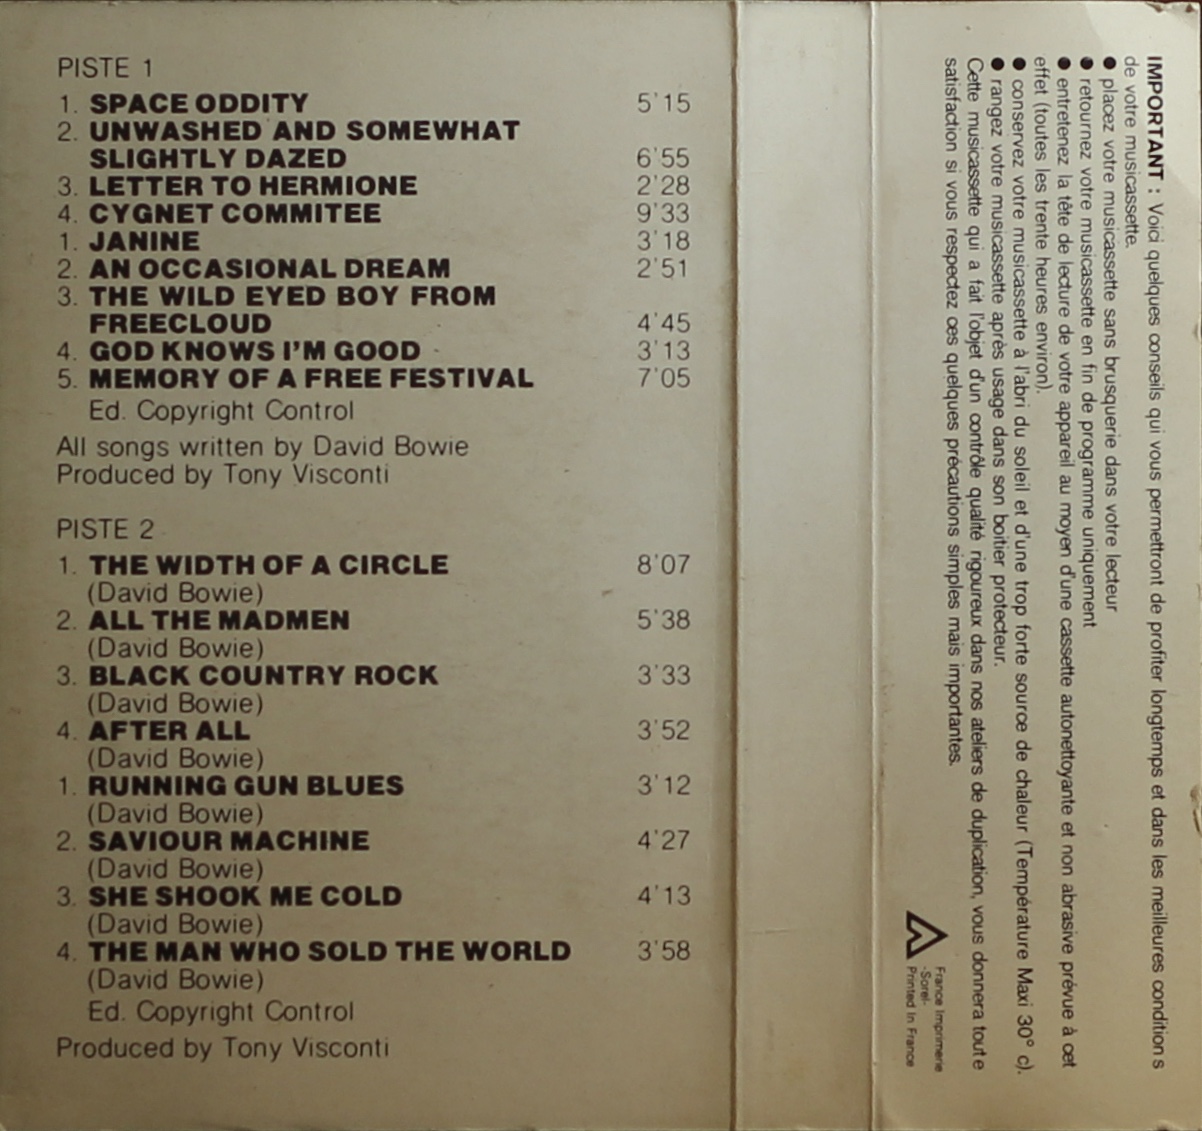 PISTE 1
1. SPACE ODDITY 5'15
2. UNWASHED AND SOMEWHAT
SLIGHTLY DAZED 6'55
3. LETTER TO HERMIONE 2'28
4. CYGNET COMMITEE 9'33
1. JANINE 3'18
2. AN OCCASIONAL DREAM 2'51
3. THE WILD EYED BOY FROM
FREECLOUD 4'45
4. GOD KNOWS I'M GOOD 3'13
5. MEMORY OF A FREE FESTIVAL 7'05
Ed. Copyright Control
All songs written by David Bowie
Produced by Tony Visconti
PISTE 2
1. THE WIDTH OF A CIRCLE 8'07
(David Bowie)
2. ALL THE MADMEN 5'38
(David Bowie)
3. BLACK COUNTRY ROCK 3'33
(David Bowie)
4. AFTER ALL 3'52
(David Bowie)
1. RUNNING GUN BLUES 3'12
(David Bowie)
2. SAVIOUR MACHINE 4'27
(David Bowie)
3. SHE SHOOK ME COLD 4'13
(David Bowie)
4. THE MAN WHO SOLD THE WORLD 3'58
(David Bowie)
Ed. Copyright Control
Produced by Tony Visconti
IMPORTANT : Voici quelques conseils qui vous permettront de profiter longtemps et dans les meilleures conditions
de votre musicassette.
● placez votre musicassette sans brusquerie dans votre lecteur
● retournez votre musicassette en fin de programme uniquement
● entretenez la tête de lecture de votre appareil au moyen d'une cassette autonettoyante et non abrasive prévue à cet
effet (toutes les trente heures environ).
● conservez votre musicassette à l'abri du soleil et d'une trop forte source de chaleur (Température Maxi 30° c).
● rangez votre musicassette après usage dans son boitier protecteur.
Cette musicassette qui a fait l'objet d'un contrôle qualité rigoureux dans nos ateliers de duplication, vous donnera toute
satisfaction si vous respectez ces quelques précautions simples mais importantes.
France Imprimerie
-Sorel-
Printed in France